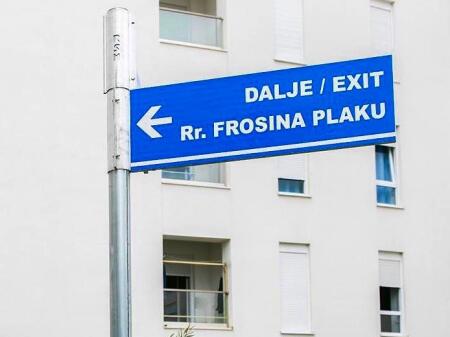 DALJE / EXIT
Rr. FROSINA PLAKU